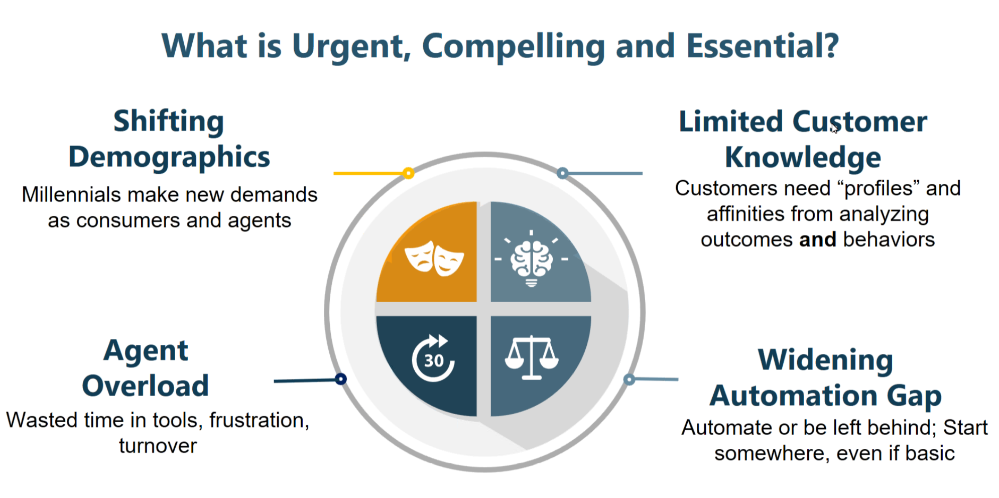 What is Urgent, Compelling and Essential?
Shifting
Demographics
Millennials make new demands
as consumers and agents
Limited Customer
Knowledge
Customers need “profiles” and
affinities from analyzing
outcomes and behaviors
30
Agent
Overload
Wasted time in tools, frustration,
turnover
Widening
Automation Gap
Automate or be left behind; Start
somewhere, even if basic